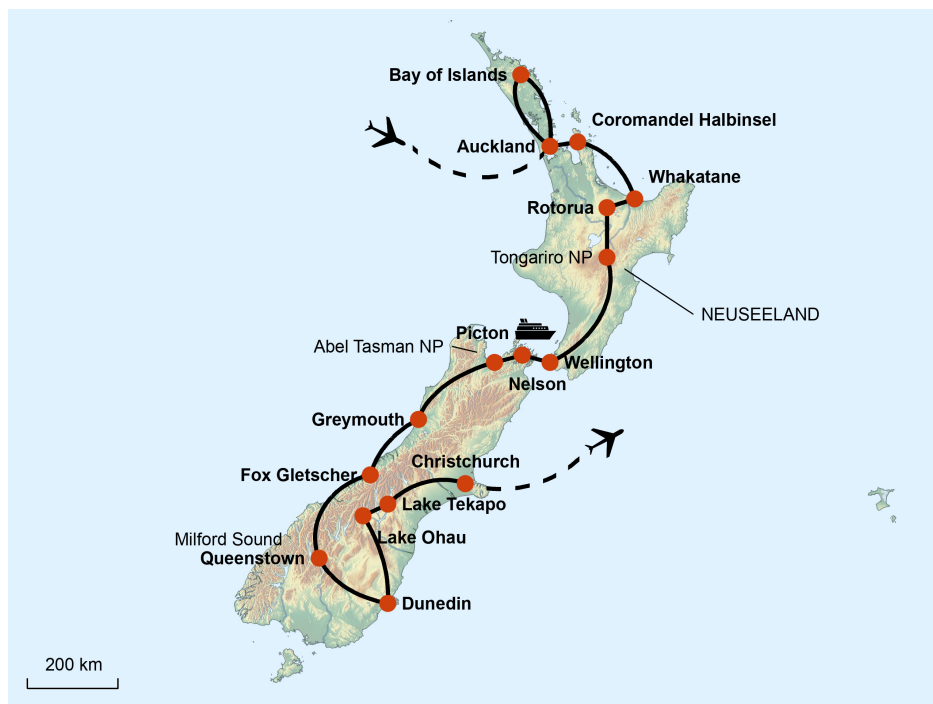 Bay of Islands
Coromandel Halbinsel
Auckland
Whakatane
Rotorua
Tongariro NP
NEUSEELAND
Picton
Abel Tasman NP
Wellington
Nelson
Greymouth
Christchurch
Fox Gletscher
Lake Tekapo
Lake Ohau
Milford Sound
Queenstown
Dunedin
200 km